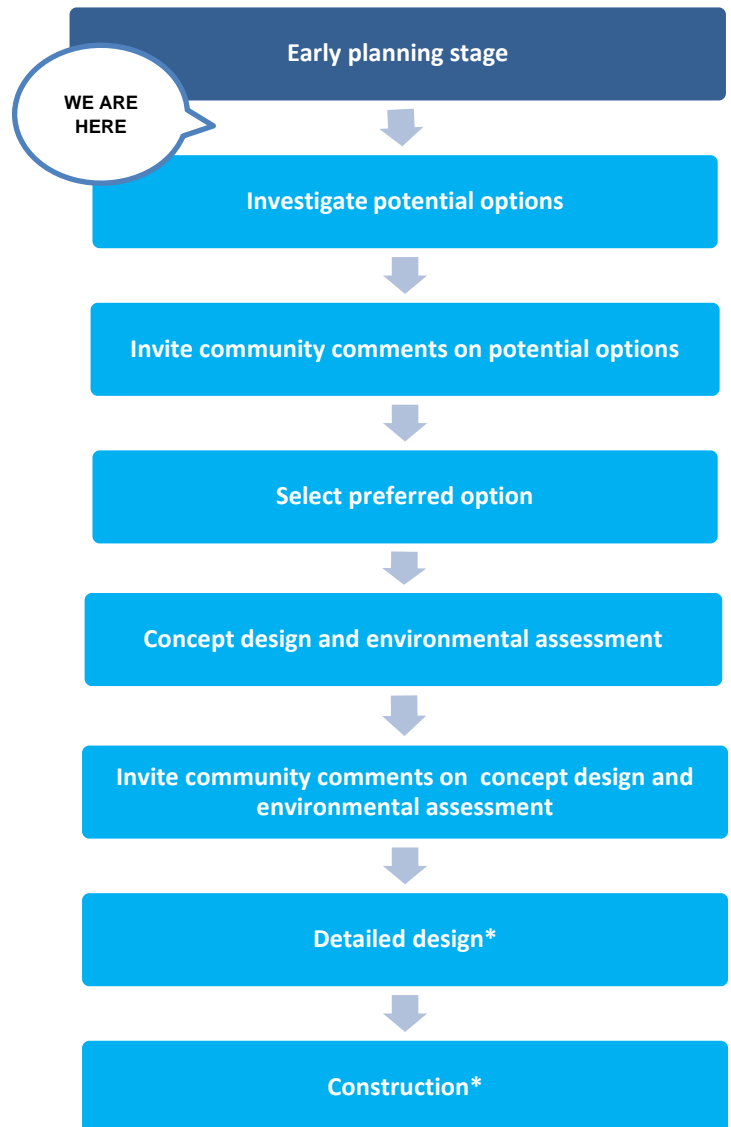 Early planning stage
WE ARE
HERE
Investigate potential options
Invite community comments on potential options
Select preferred option
Concept design and environmental assessment
Invite community comments on  concept design and
environmental assessment
Detailed design*
Construction*